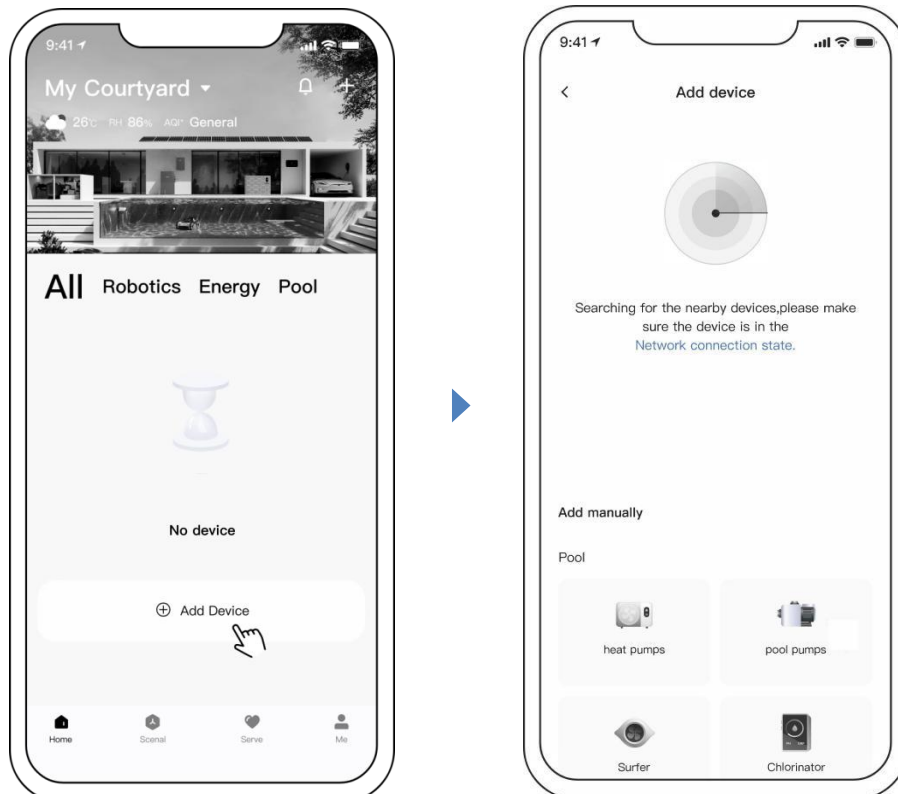 9:41
My Courtyard
26℃ RH 86% AQI General
All Robotics Energy Pool
No device
Add Device
Home Scenal Serve Me
9:41
Add device
Searching for the nearby devices,please make
sure the device is in the
Network connection state.
Add manually
Pool
heat pumps pool pumps
Surfer Chlorinator